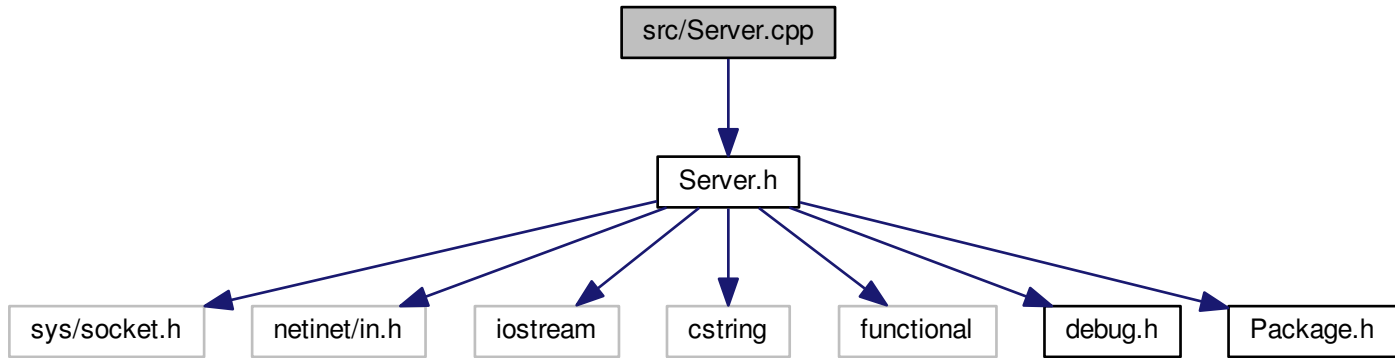 src/Server.cpp
Server.h
sys/socket.h
netinet/in.h
iostream
cstring
functional
debug.h
Package.h